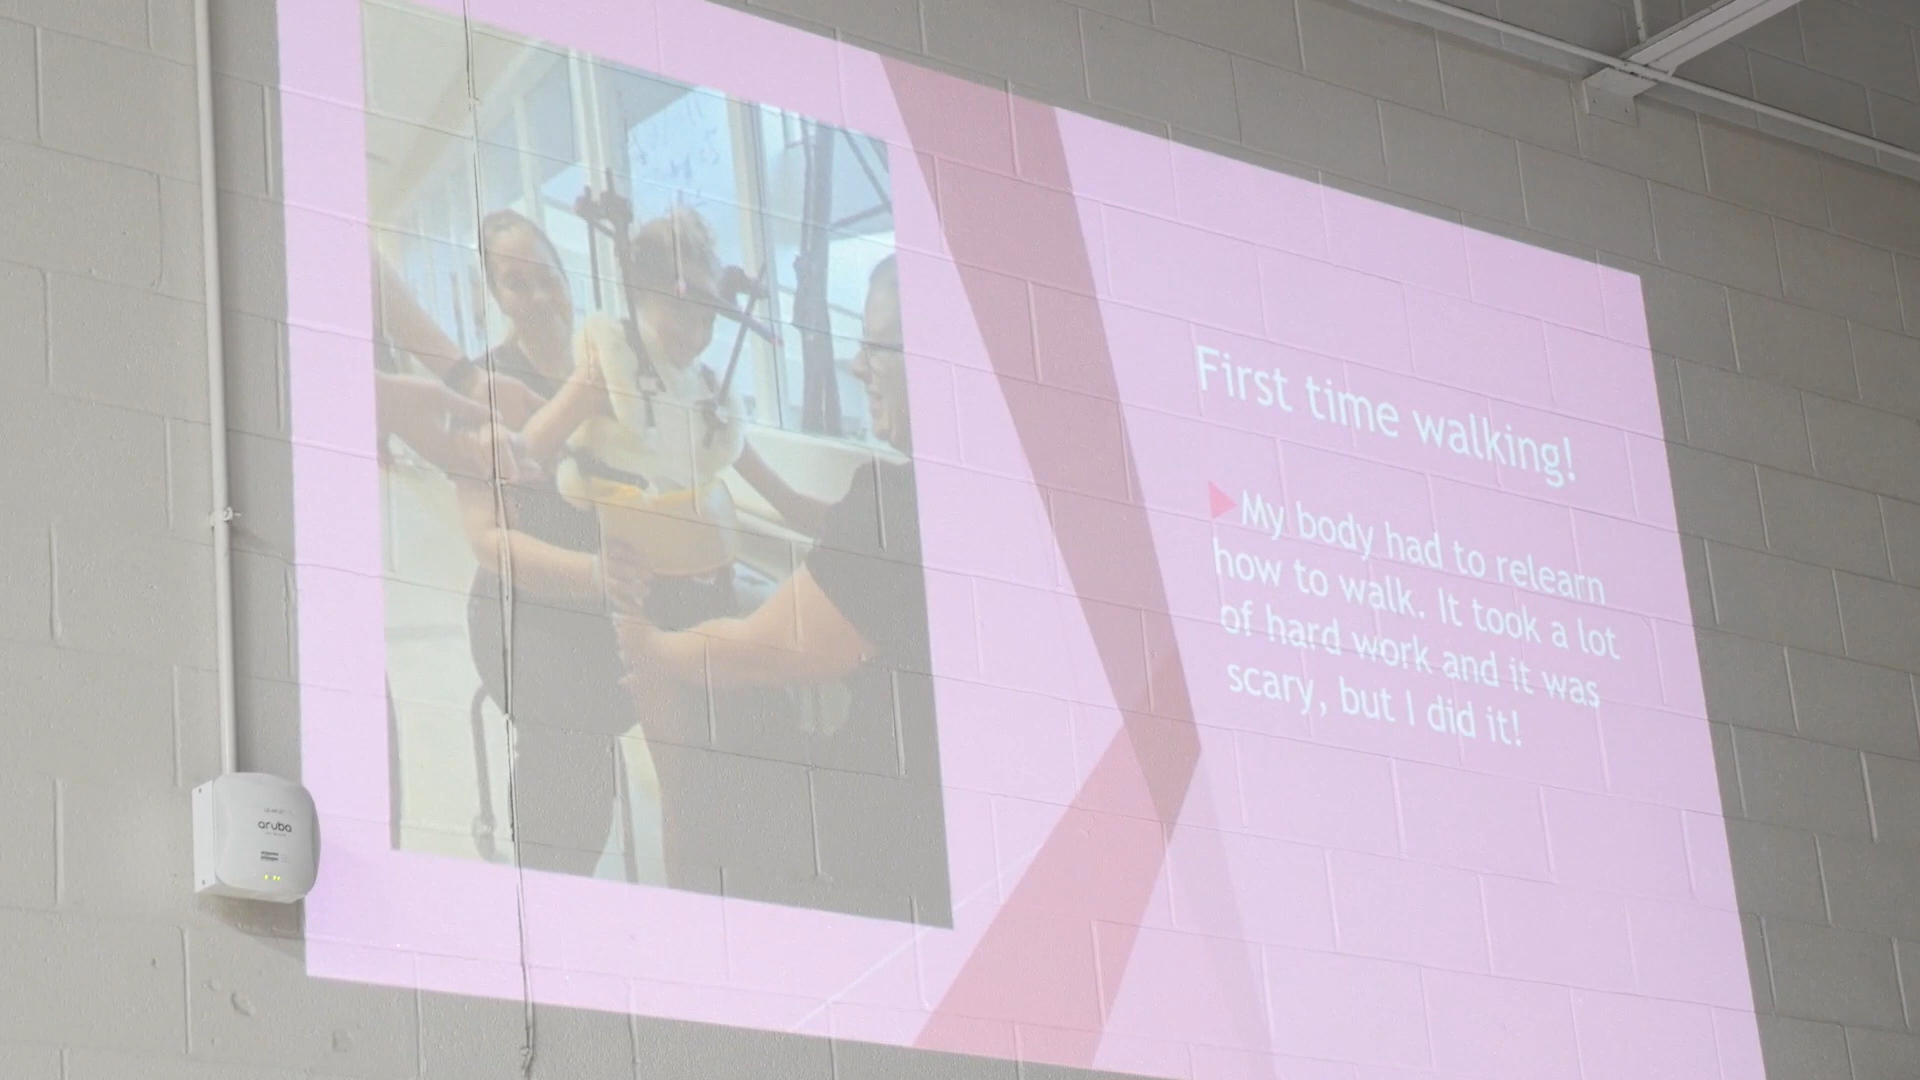 First time walking!
My body had to relearn
how to walk. It took a lot
of hard work and it was
scary, but I did it!
aruba